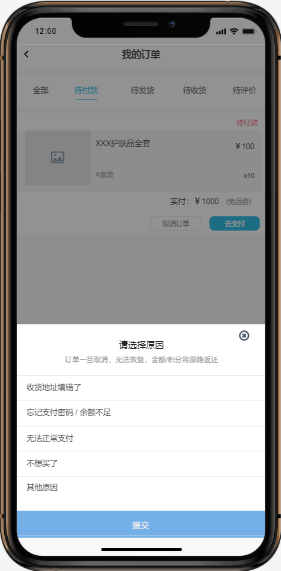 12:00
我的订单
全部 待付款 待发货 待收货 待评价
待付款
XXX护肤品全套 ¥100
A套装 x10
实付：¥1000 (免运费)
取消订单 去支付
请选择原因
订单一旦取消，无法恢复，金额/积分将原路返还
收货地址填错了
忘记支付密码 / 余额不足
无法正常支付
不想买了
其他原因
提交